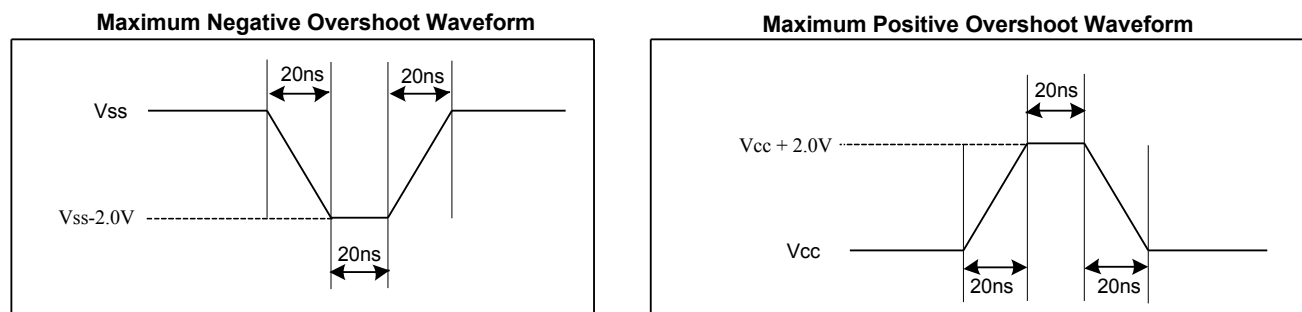 Maximum Negative Overshoot Waveform
20ns
20ns
Vss
Vss-2.0V
20ns
Maximum Positive Overshoot Waveform
20ns
Vcc + 2.0V
Vcc
20ns
20ns